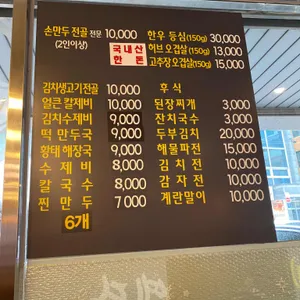 손만두 전골 전문 10,000
(2인이상)
한우 등심(150g) 30,000
허브 오겹살(150g) 13,000
고추장 오겹살(150g) 15,000
국내산
한돈
김치생고기전골 10,000
얼큰 칼제비 10,000
김치수제비 9,000
떡 만두국 9,000
황태 해장국 9,000
수제비 8,000
칼국수 8,000
찐만두 7,000
6개
후식
된장찌개 3,000
잔치국수 3,000
두부김치 20,000
해물파전 15,000
김치전 10,000
감자전 10,000
계란말이 10,000